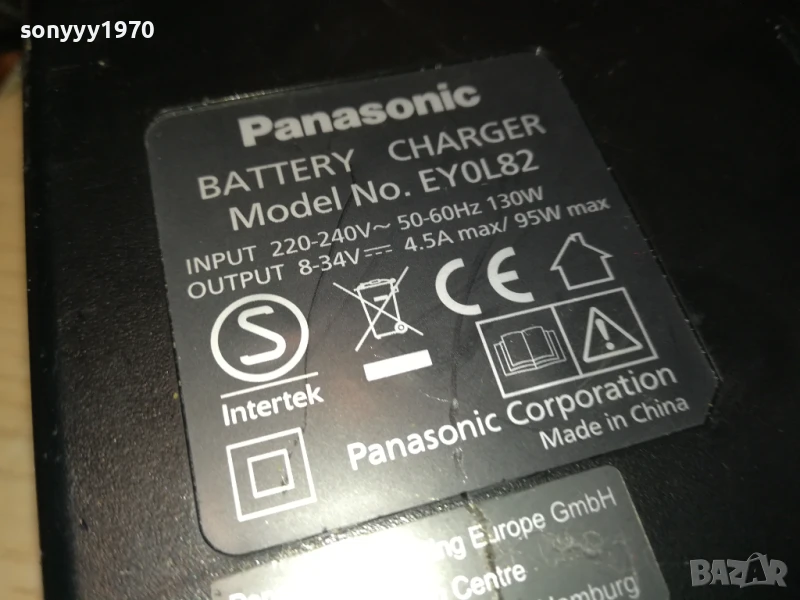 sonyyy1970
Panasonic
BATTERY CHARGER
Model No. EY0L82
INPUT 220-240V~ 50-60Hz 130W
OUTPUT 8-34V⎓ 4.5A max/ 95W max
CE
S
Intertek
Panasonic Corporation
Made in China
Europe GmbH
Centre
BAZAR